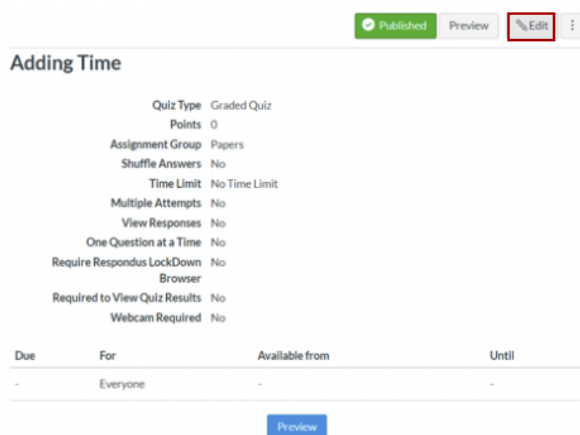 Published Preview Edit
Adding Time
Quiz Type Graded Quiz
Points 0
Assignment Group Papers
Shuffle Answers No
Time Limit No Time Limit
Multiple Attempts No
View Responses No
One Question at a Time No
Require Respondus LockDown No
Browser
Required to View Quiz Results No
Webcam Required No
Due For Available from Until
- Everyone - -
Preview